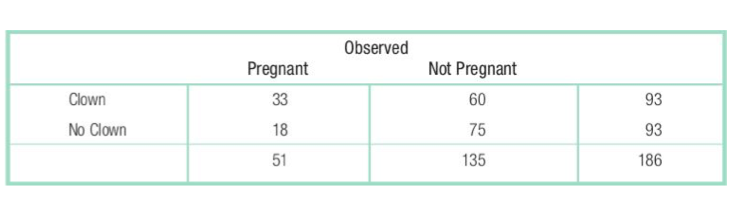 Observed
Pregnant Not Pregnant
Clown 33 60 93
No Clown 18 75 93
51 135 186